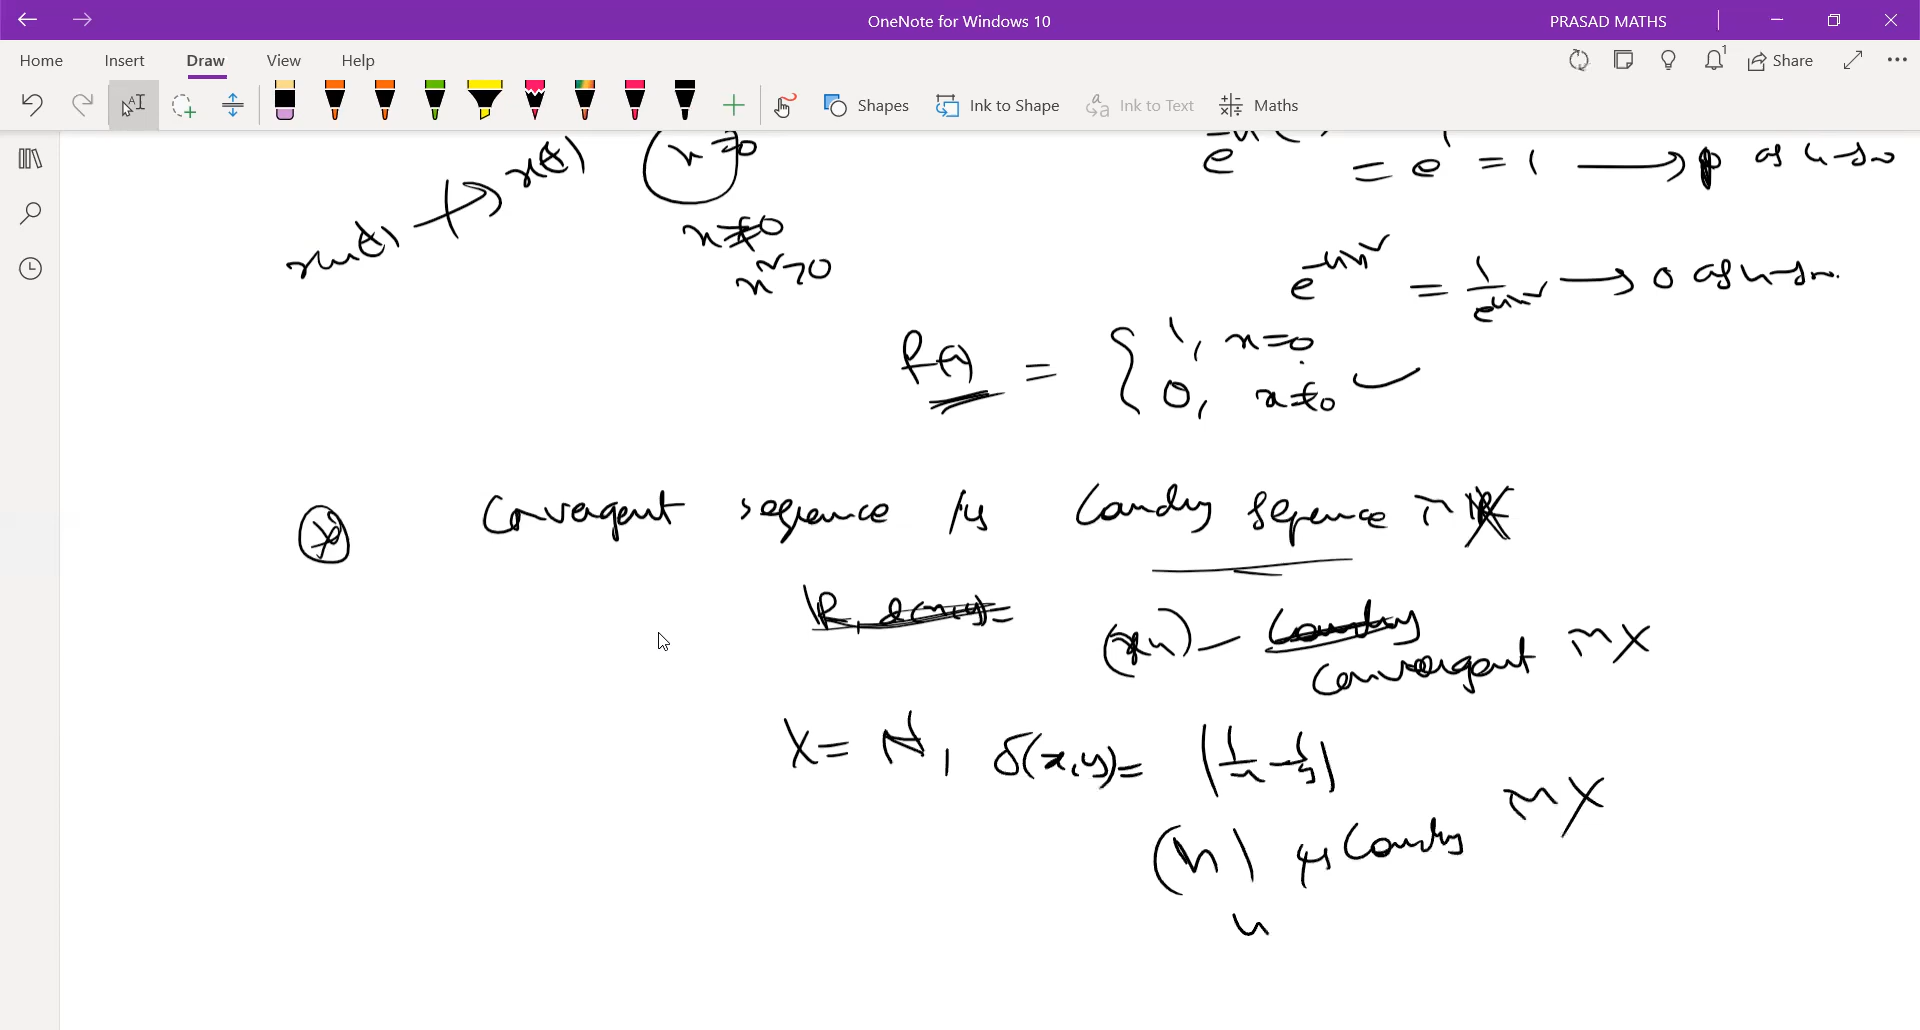 OneNote for Windows 10
PRASAD MATHS
Home Insert Draw View Help
1 Share
Shapes Ink to Shape Ink to Text Maths
x=0
xn(t) x(t)
x≠0
x²>0
= e' = 1 ⟶ as n→∞
e^{-nx²} = 1/e^{nx²} ⟶ 0 as n→∞.
f(x) = { 1, x=0
0, x≠0 ✓
Convergent sequence is Cauchy sequence in X
(xn) – convergent in X
X = N, δ(x,y) = |1/x - 1/y|
(n) is Cauchy in X
n